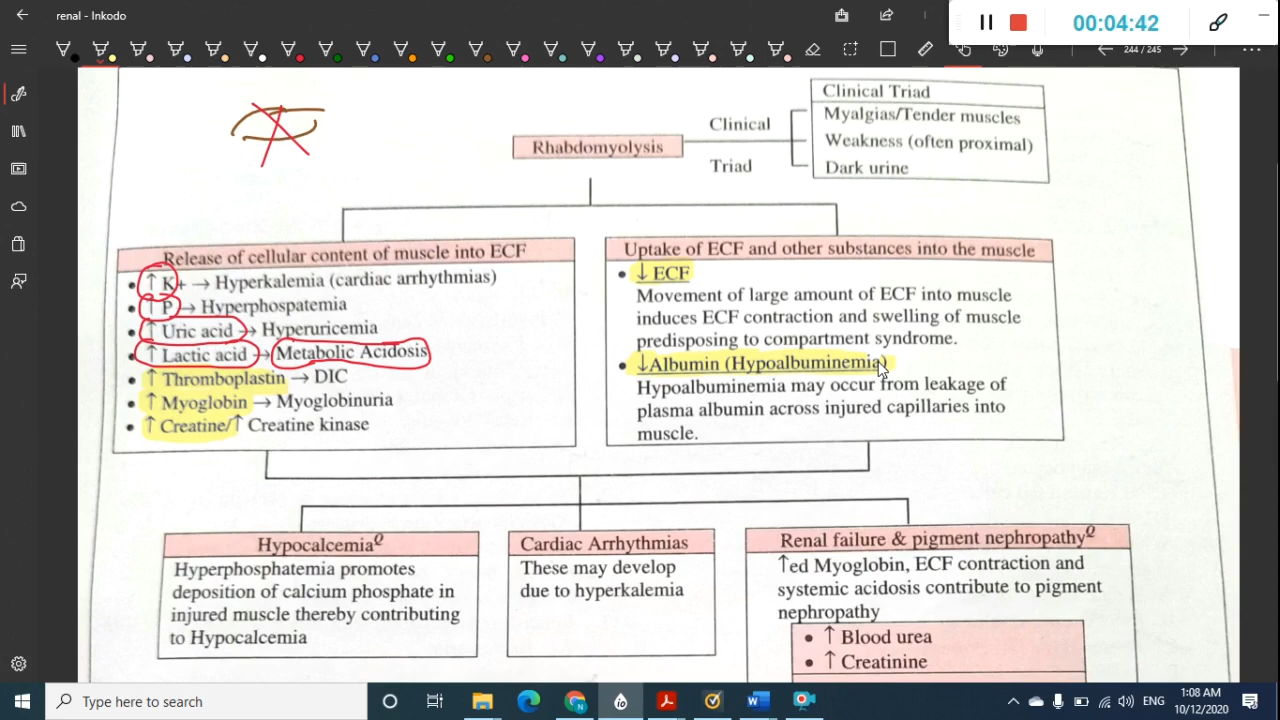 renal - Inkodo
00:04:42
244 / 245
Clinical Triad
Myalgias/Tender muscles
Weakness (often proximal)
Dark urine
Clinical
Triad
Rhabdomyolysis
Release of cellular content of muscle into ECF
• ↑ K+ → Hyperkalemia (cardiac arrhythmias)
• ↑ P → Hyperphospatemia
• ↑ Uric acid → Hyperuricemia
• ↑ Lactic acid → Metabolic Acidosis
• ↑ Thromboplastin → DIC
• ↑ Myoglobin → Myoglobinuria
• ↑ Creatine/↑ Creatine kinase
Uptake of ECF and other substances into the muscle
• ↓ ECF
Movement of large amount of ECF into muscle
induces ECF contraction and swelling of muscle
predisposing to compartment syndrome.
• ↓Albumin (Hypoalbuminemia)
Hypoalbuminemia may occur from leakage of
plasma albumin across injured capillaries into
muscle.
Hypocalcemiaᵠ
Hyperphosphatemia promotes
deposition of calcium phosphate in
injured muscle thereby contributing
to Hypocalcemia
Cardiac Arrhythmias
These may develop
due to hyperkalemia
Renal failure & pigment nephropathyᵠ
↑ed Myoglobin, ECF contraction and
systemic acidosis contribute to pigment
nephropathy
• ↑ Blood urea
• ↑ Creatinine
Type here to search
ENG
1:08 AM
10/12/2020